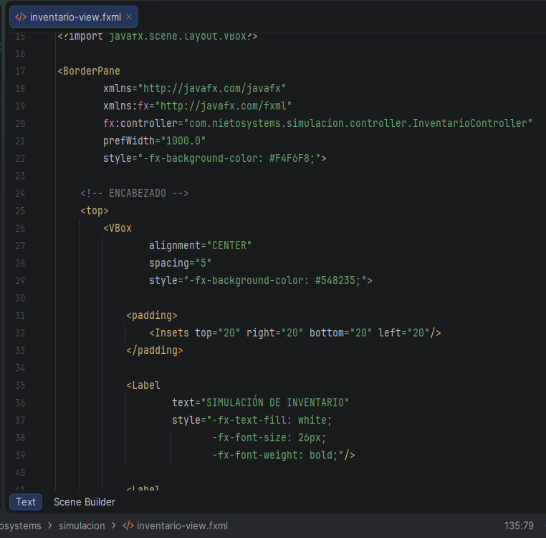 inventario-view.fxml
15 <?import javafx.scene.layout.VBox?>
16
17 <BorderPane
18 xmlns="http://javafx.com/javafx"
19 xmlns:fx="http://javafx.com/fxml"
20 fx:controller="com.nietosystems.simulacion.controller.InventarioController"
21 prefWidth="1000.0"
22 style="-fx-background-color: #F4F6F8;">
23
24 <!-- ENCABEZADO -->
25 <top>
26 <VBox
27 alignment="CENTER"
28 spacing="5"
29 style="-fx-background-color: #548235;">
30
31 <padding>
32 <Insets top="20" right="20" bottom="20" left="20"/>
33 </padding>
34
35 <Label
36 text="SIMULACIÓN DE INVENTARIO"
37 style="-fx-text-fill: white;
38 -fx-font-size: 26px;
39 -fx-font-weight: bold;"/>
40
41 <Label
Text Scene Builder
osystems > simulacion > inventario-view.fxml 135:79